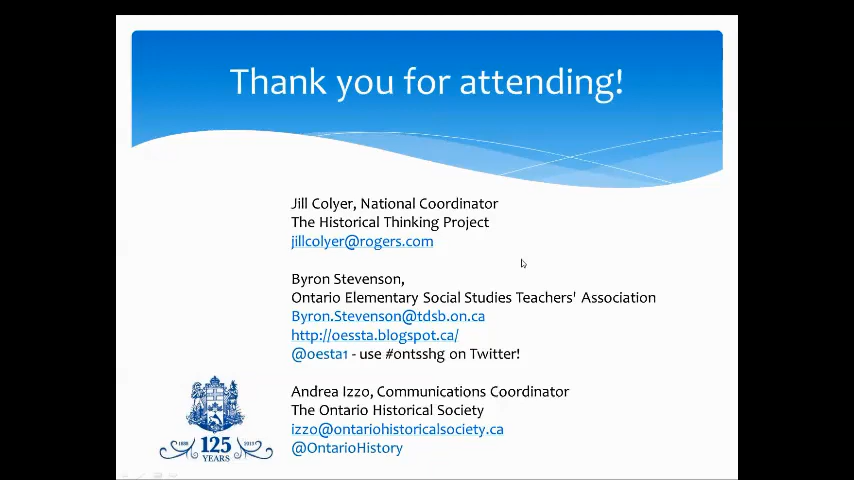 Thank you for attending!
Jill Colyer, National Coordinator
The Historical Thinking Project
jillcolyer@rogers.com
Byron Stevenson,
Ontario Elementary Social Studies Teachers' Association
Byron.Stevenson@tdsb.on.ca
http://oessta.blogspot.ca/
@oesta1 - use #ontsshg on Twitter!
Andrea Izzo, Communications Coordinator
The Ontario Historical Society
izzo@ontariohistoricalsociety.ca
@OntarioHistory
125
YEARS